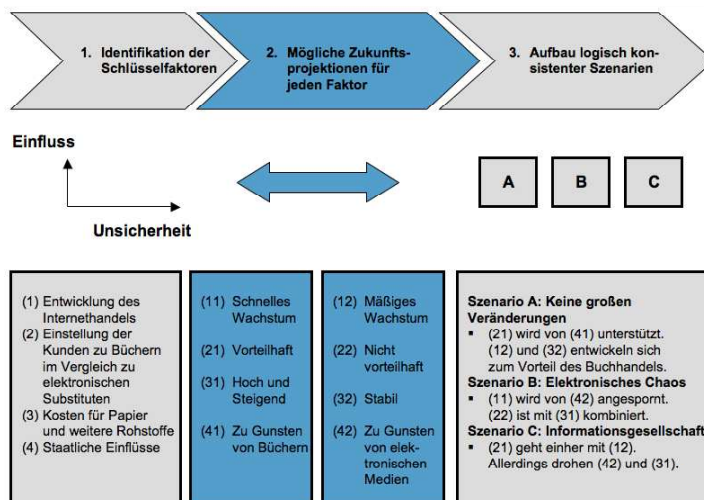 1. Identifikation der
Schlüsselfaktoren
2. Mögliche Zukunfts-
projektionen für
jeden Faktor
3. Aufbau logisch kon-
sistenter Szenarien
Einfluss
Unsicherheit
A
B
C
(1) Entwicklung des
Internethandels
(2) Einstellung der
Kunden zu Büchern
im Vergleich zu
elektronischen
Substituten
(3) Kosten für Papier
und weitere Rohstoffe
(4) Staatliche Einflüsse
(11) Schnelles
Wachstum
(21) Vorteilhaft
(31) Hoch und
Steigend
(41) Zu Gunsten
von Büchern
(12) Mäßiges
Wachstum
(22) Nicht
vorteilhaft
(32) Stabil
(42) Zu Gunsten
von elek-
tronischen
Medien
Szenario A: Keine großen
Veränderungen
▪ (21) wird von (41) unterstützt.
(12) und (32) entwickeln sich
zum Vorteil des Buchhandels.
Szenario B: Elektronisches Chaos
▪ (11) wird von (42) angespornt.
(22) ist mit (31) kombiniert.
Szenario C: Informationsgesellschaft
▪ (21) geht einher mit (12).
Allerdings drohen (42) und (31).